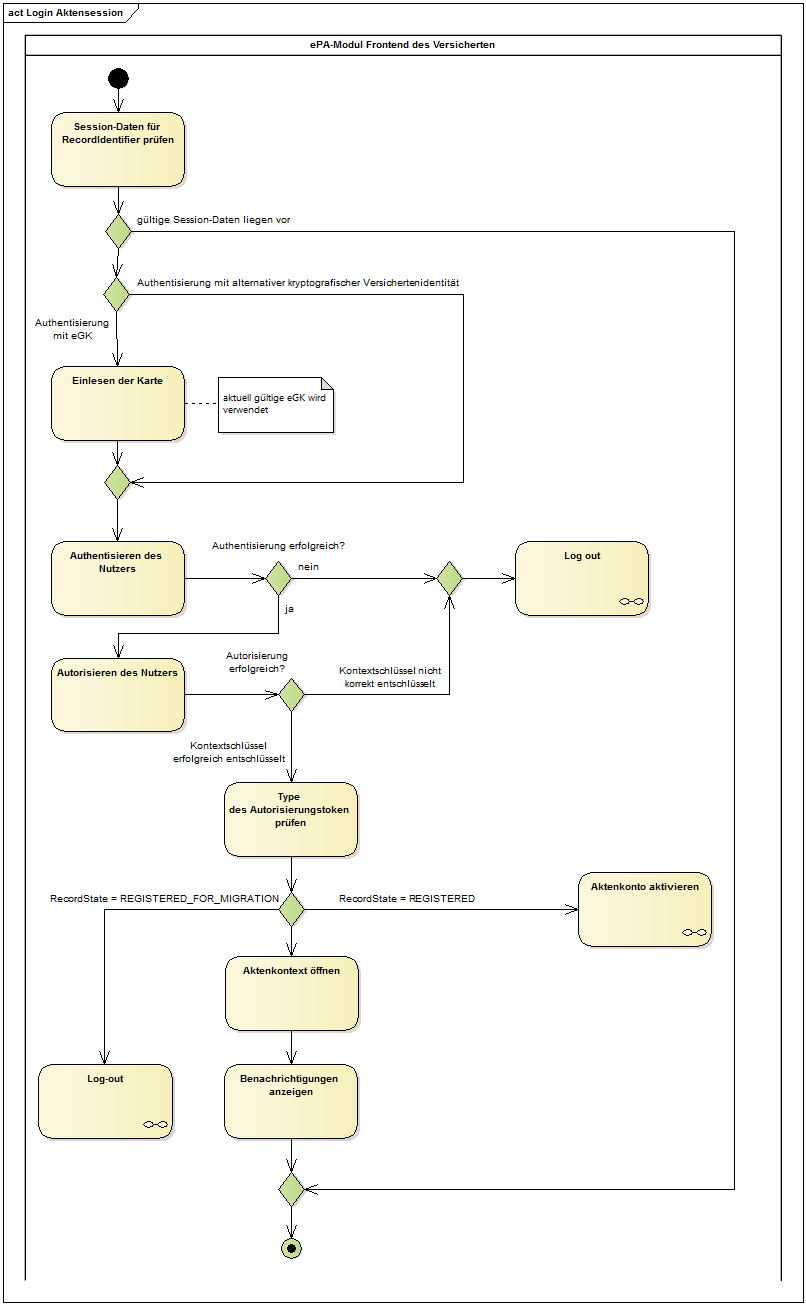 act Login Aktensession
ePA-Modul Frontend des Versicherten
Session-Daten für
RecordIdentifier prüfen
gültige Session-Daten liegen vor
Authentisierung mit alternativer kryptografischer Versichertenidentität
Authentisierung
mit eGK
Einlesen der Karte
aktuell gültige eGK wird
verwendet
Authentisieren des
Nutzers
Authentisierung erfolgreich?
nein
Log out
ja
Autorisieren des Nutzers
Autorisierung
erfolgreich?
Kontextschlüssel nicht
korrekt entschlüsselt
Kontextschlüssel
erfolgreich entschlüsselt
Type
des Autorisierungstoken
prüfen
RecordState = REGISTERED_FOR_MIGRATION
RecordState = REGISTERED
Aktenkonto aktivieren
Aktenkontext öffnen
Log-out
Benachrichtigungen
anzeigen